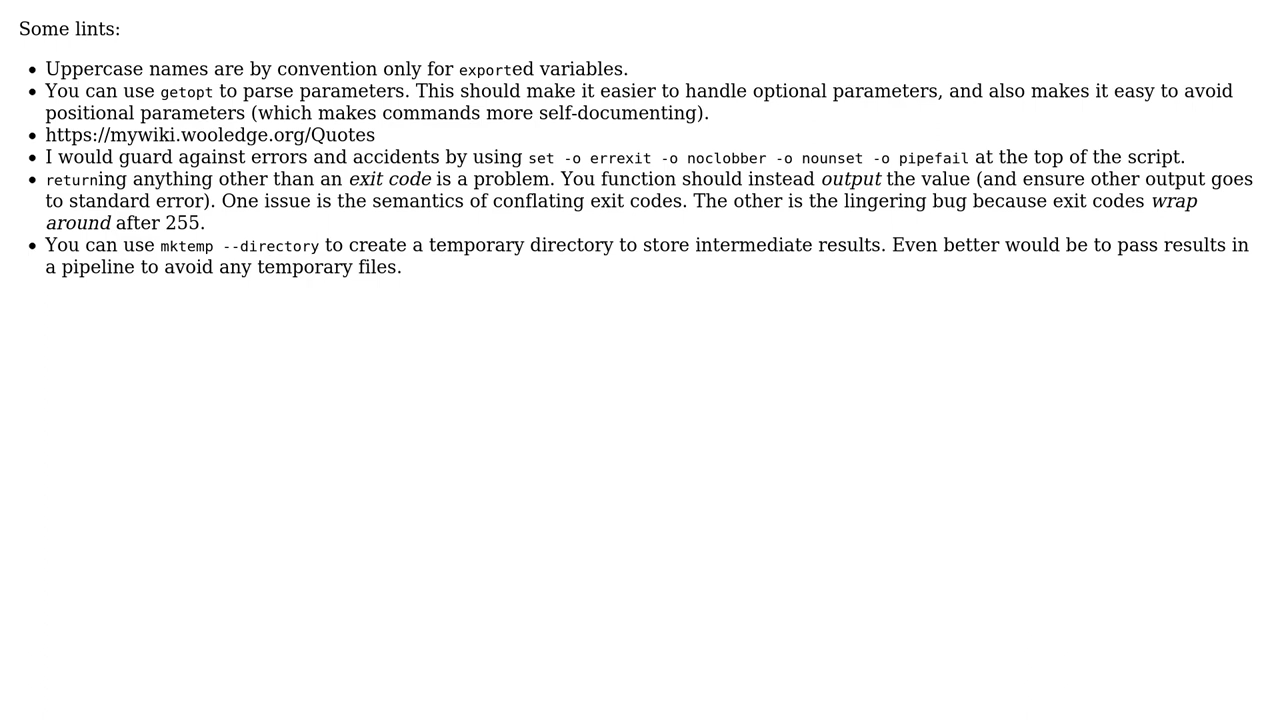 Some lints:
• Uppercase names are by convention only for exported variables.
• You can use getopt to parse parameters. This should make it easier to handle optional parameters, and also makes it easy to avoid
positional parameters (which makes commands more self-documenting).
• https://mywiki.wooledge.org/Quotes
• I would guard against errors and accidents by using set -o errexit -o noclobber -o nounset -o pipefail at the top of the script.
• returning anything other than an exit code is a problem. You function should instead output the value (and ensure other output goes
to standard error). One issue is the semantics of conflating exit codes. The other is the lingering bug because exit codes wrap
around after 255.
• You can use mktemp --directory to create a temporary directory to store intermediate results. Even better would be to pass results in
a pipeline to avoid any temporary files.